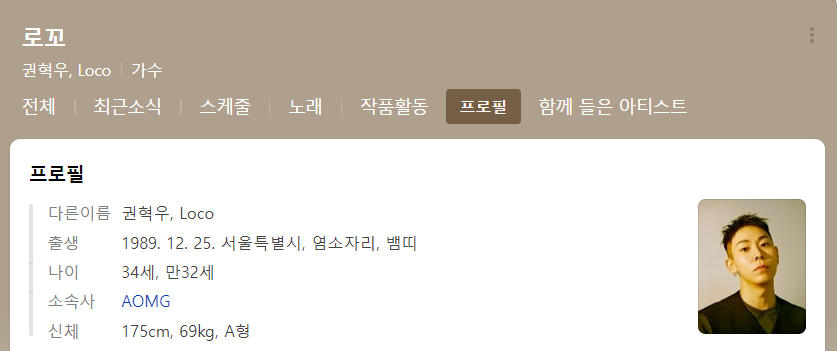 로꼬
권혁우, Loco | 가수
전체 | 최근소식 | 스케줄 | 노래 | 작품활동 프로필 함께 들은 아티스트
프로필
다른이름 권혁우, Loco
출생 1989. 12. 25. 서울특별시, 염소자리, 뱀띠
나이 34세, 만32세
소속사 AOMG
신체 175cm, 69kg, A형